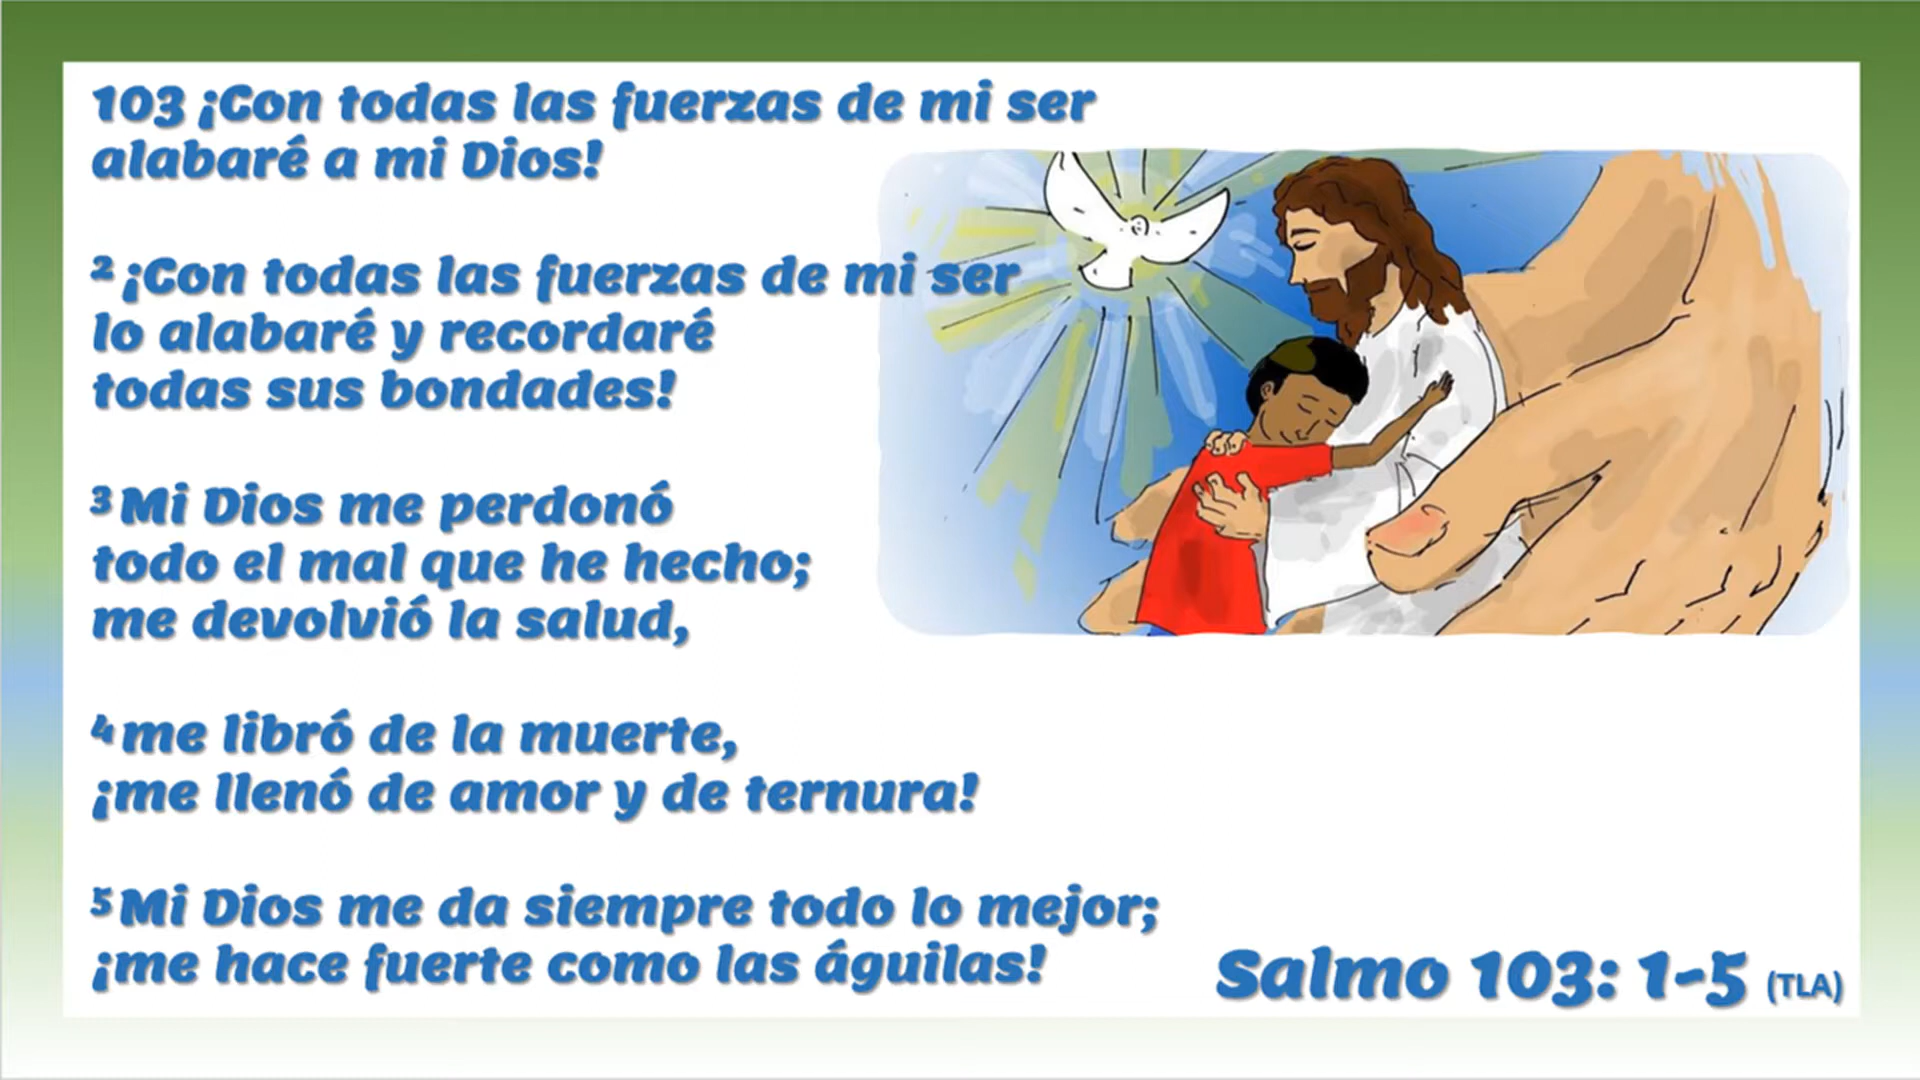 103 ¡Con todas las fuerzas de mi ser
alabaré a mi Dios!
² ¡Con todas las fuerzas de mi ser
lo alabaré y recordaré
todas sus bondades!
³ Mi Dios me perdonó
todo el mal que he hecho;
me devolvió la salud,
⁴ me libró de la muerte,
¡me llenó de amor y de ternura!
⁵ Mi Dios me da siempre todo lo mejor;
¡me hace fuerte como las águilas!
Salmo 103: 1-5 (TLA)